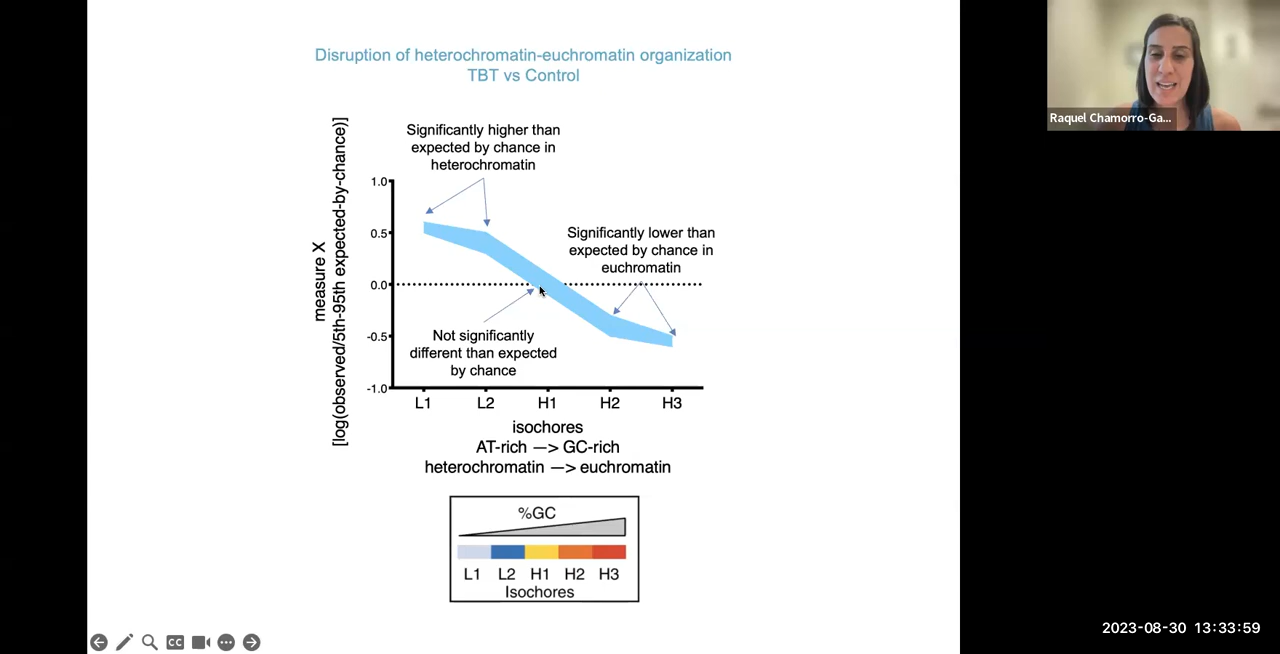 Disruption of heterochromatin-euchromatin organization
TBT vs Control
Significantly higher than
expected by chance in
heterochromatin
Significantly lower than
expected by chance in
euchromatin
Not significantly
different than expected
by chance
measure X
[log(observed/5th-95th expected-by-chance)]
1.0
0.5
0.0
-0.5
-1.0
L1 L2 H1 H2 H3
isochores
AT-rich —> GC-rich
heterochromatin —> euchromatin
%GC
L1 L2 H1 H2 H3
Isochores
CC
Raquel Chamorro-Ga...
2023-08-30 13:33:59